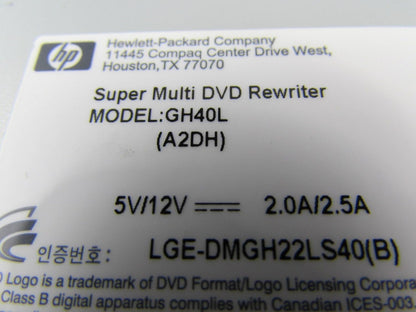 hp
Hewlett-Packard Company
11445 Compaq Center Drive West,
Houston,TX 77070
Super Multi DVD Rewriter
MODEL:GH40L
(A2DH)
5V/12V ⎓ 2.0A/2.5A
인증번호: LGE-DMGH22LS40(B)
Logo is a trademark of DVD Format/Logo Licensing Corpora
Class B digital apparatus complies with Canadian ICES-003.